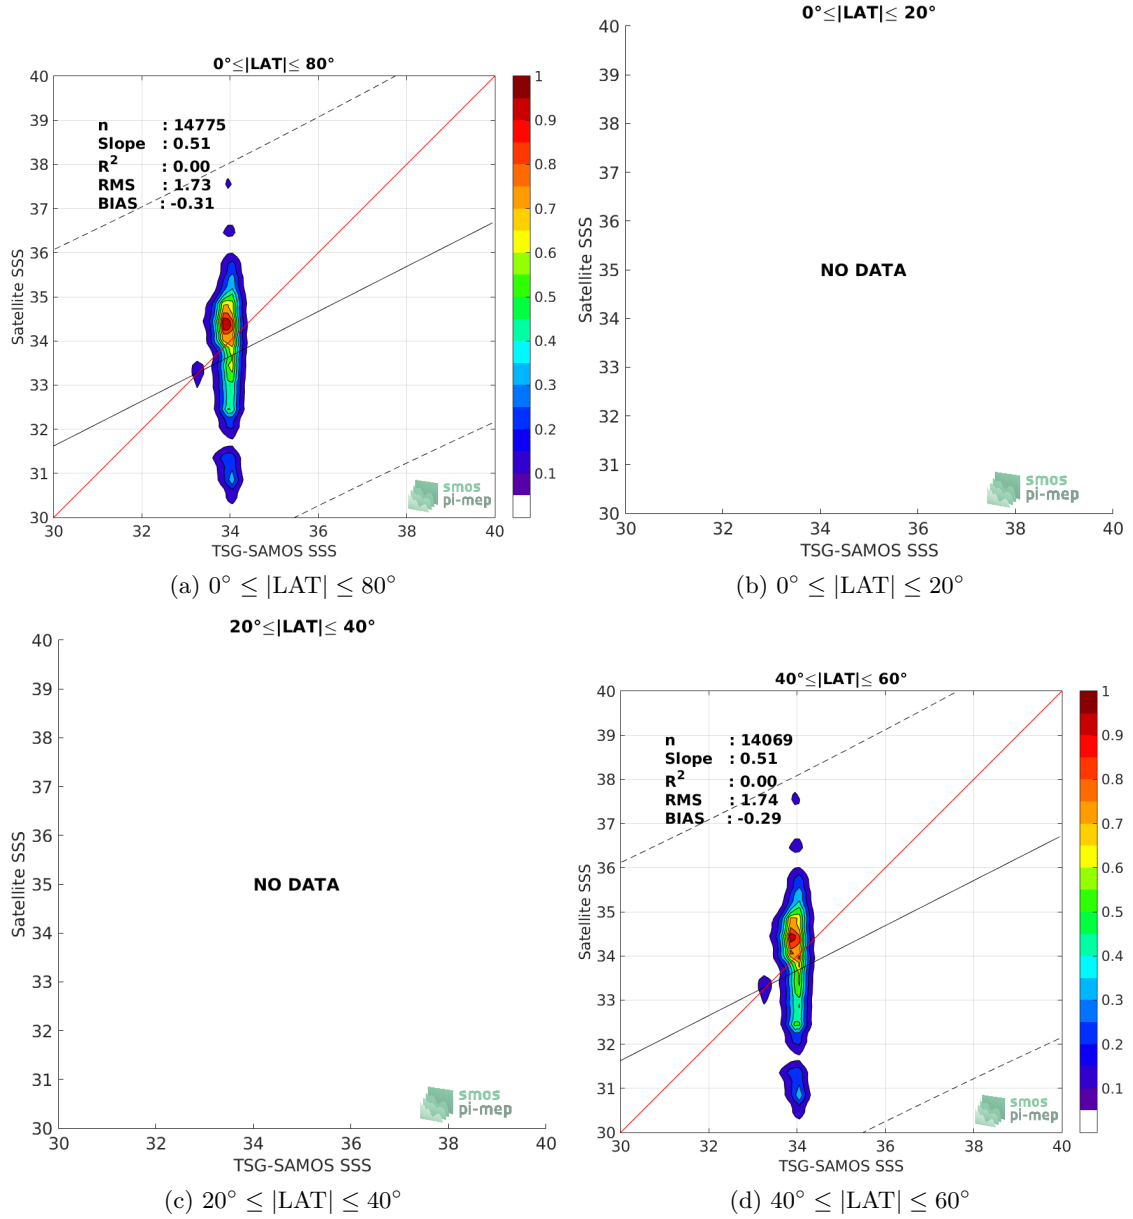 0°≤|LAT|≤ 80°
n : 14775
Slope : 0.51
R² : 0.00
RMS : 1.73
BIAS : -0.31
40
39
38
37
36
35
34
33
32
31
30
Satellite SSS
30 32 34 36 38 40
TSG-SAMOS SSS
1
0.9
0.8
0.7
0.6
0.5
0.4
0.3
0.2
0.1
smos
pi-mep
(a) 0° ≤ |LAT| ≤ 80°
0°≤|LAT|≤ 20°
40
39
38
37
36
35
34
33
32
31
30
Satellite SSS
NO DATA
smos
pi-mep
30 32 34 36 38 40
TSG-SAMOS SSS
(b) 0° ≤ |LAT| ≤ 20°
20°≤|LAT|≤ 40°
40
39
38
37
36
35
34
33
32
31
30
Satellite SSS
NO DATA
smos
pi-mep
30 32 34 36 38 40
TSG-SAMOS SSS
(c) 20° ≤ |LAT| ≤ 40°
40°≤|LAT|≤ 60°
n : 14069
Slope : 0.51
R² : 0.00
RMS : 1.74
BIAS : -0.29
40
39
38
37
36
35
34
33
32
31
30
Satellite SSS
30 32 34 36 38 40
TSG-SAMOS SSS
1
0.9
0.8
0.7
0.6
0.5
0.4
0.3
0.2
0.1
smos
pi-mep
(d) 40° ≤ |LAT| ≤ 60°